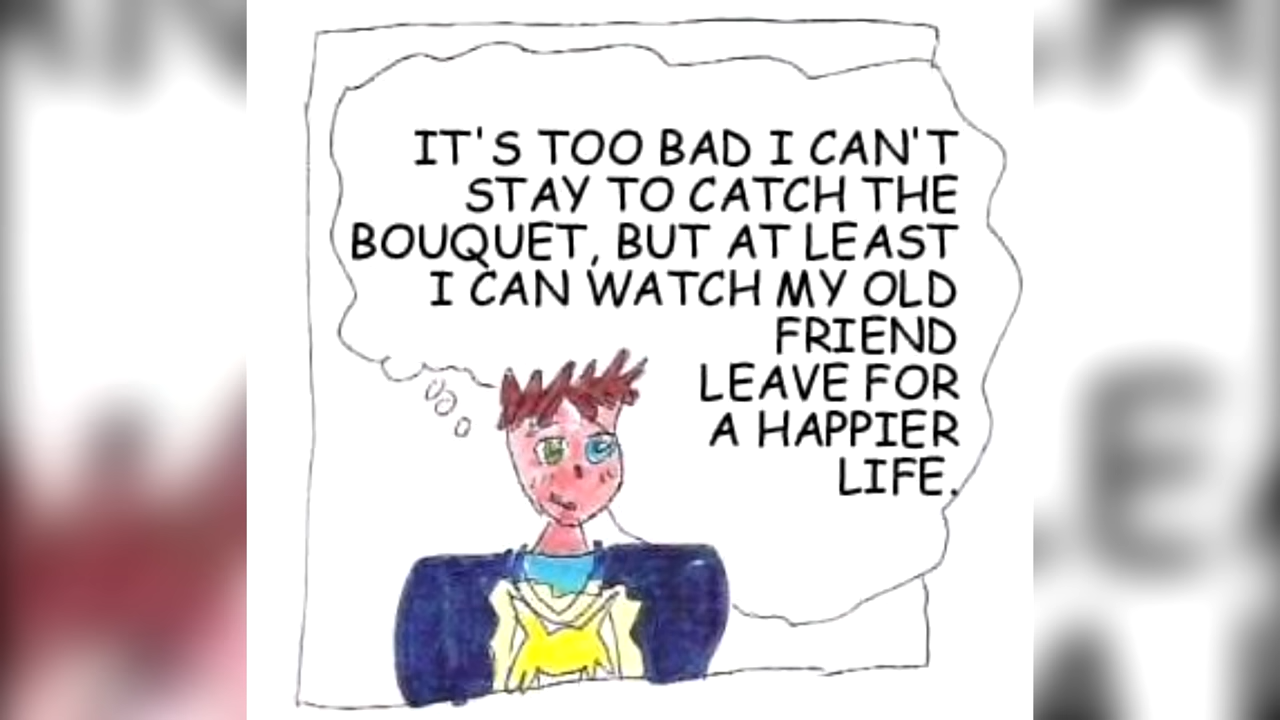 IT'S TOO BAD I CAN'T
STAY TO CATCH THE
BOUQUET, BUT AT LEAST
I CAN WATCH MY OLD
FRIEND
LEAVE FOR
A HAPPIER
LIFE.